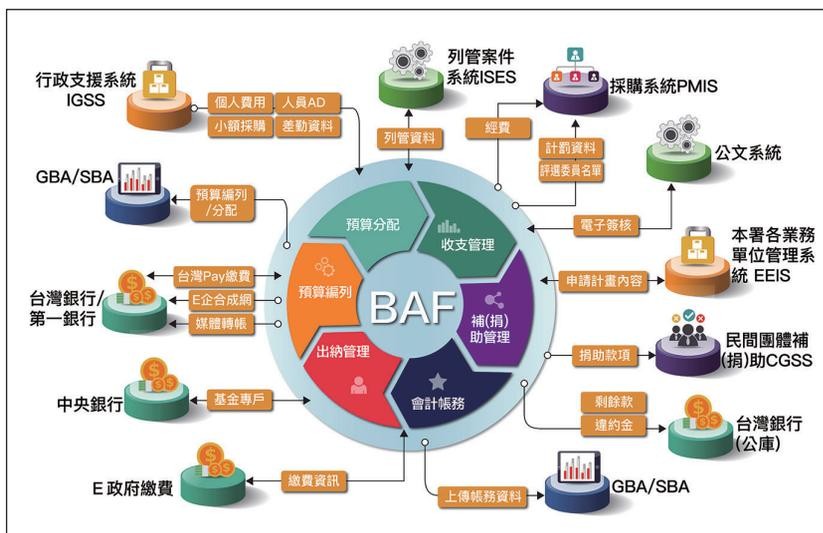 行政支援系統
IGSS
個人費用
人員AD
小額採購
差勤資料
列管案件
系統ISES
列管資料
採購系統PMIS
經費
計罰資料
評選委員名單
公文系統
電子簽核
GBA/SBA
預算編列
/分配
本署各業務
單位管理系
統 EEIS
申請計畫內容
台灣銀行/
第一銀行
台灣Pay繳費
E企合成網
媒體轉帳
民間團體補
(捐)助CGSS
捐助款項
中央銀行
基金專戶
剩餘款
違約金
台灣銀行
(公庫)
E 政府繳費
繳費資訊
上傳帳務資料
GBA/SBA
預算分配
收支管理
預算編列
BAF
補(捐)
助管理
出納管理
會計帳務